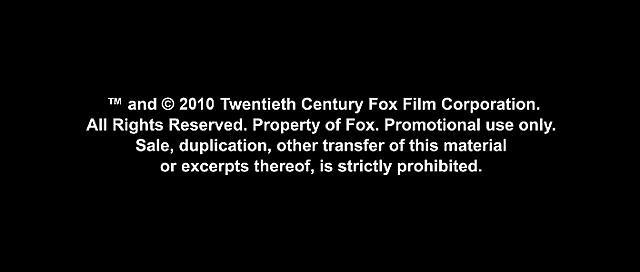 ™ and © 2010 Twentieth Century Fox Film Corporation.
All Rights Reserved. Property of Fox. Promotional use only.
Sale, duplication, other transfer of this material
or excerpts thereof, is strictly prohibited.